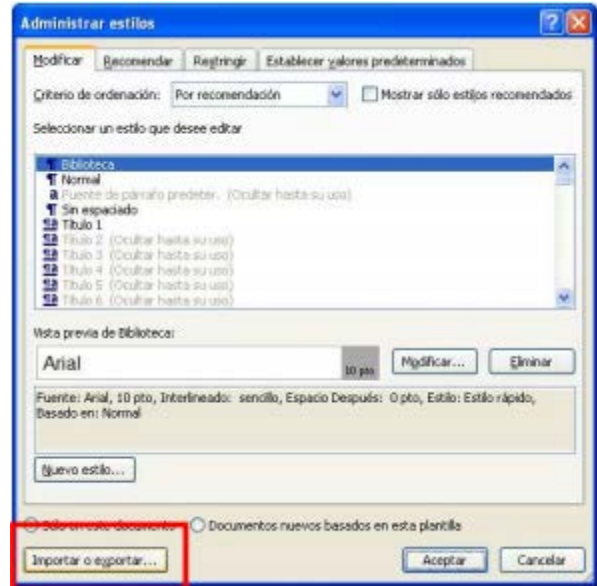 Administrar estilos
Modificar Recomendar Restringir Establecer valores predeterminados
Criterio de ordenación: Por recomendación Mostrar sólo estilos recomendados
Seleccionar un estilo que desee editar
Biblioteca
Normal
a Fuente de párrafo predeter. (Ocultar hasta su uso)
Sin espaciado
Título 1
Título 2 (Ocultar hasta su uso)
Título 3 (Ocultar hasta su uso)
Título 4 (Ocultar hasta su uso)
Título 5 (Ocultar hasta su uso)
Título 6 (Ocultar hasta su uso)
Vista previa de Biblioteca:
Arial 10 pto Modificar... Eliminar
Fuente: Arial, 10 pto, Interlineado: sencillo, Espacio Después: 0 pto, Estilo: Estilo rápido,
Basado en: Normal
Nuevo estilo...
Sólo en este documento Documentos nuevos basados en esta plantilla
Importar o exportar... Aceptar Cancelar